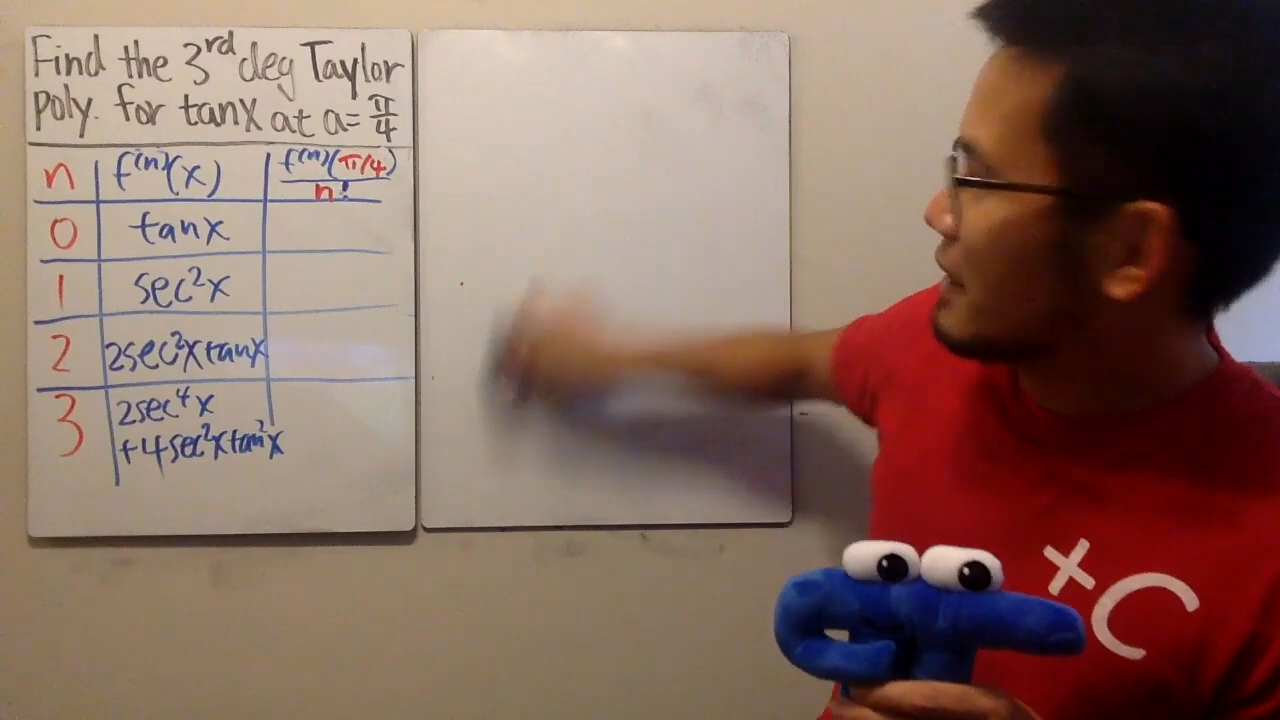 Find the 3rd deg Taylor
poly. for tanx at a = π/4
n f⁽ⁿ⁾(x) f⁽ⁿ⁾(π/4)/n!
0 tanx
1 sec²x
2 2sec²xtanx
3 2sec⁴x
+4sec²xtan²x
+C